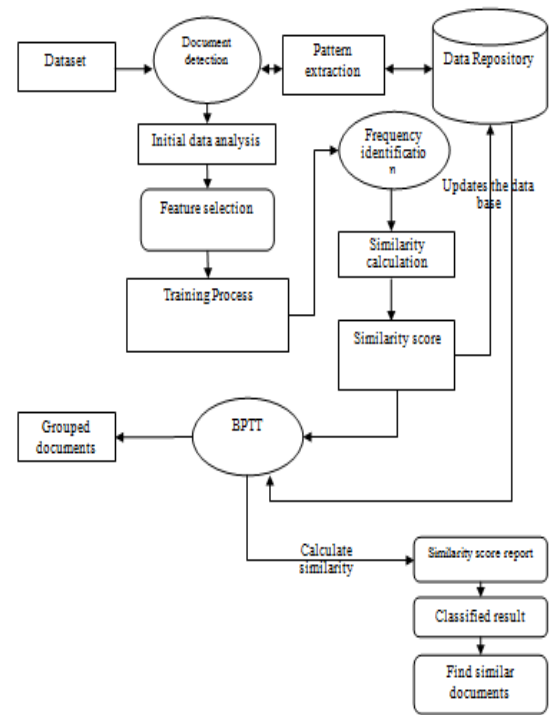 Dataset
Document
detection
Pattern
extraction
Data Repository
Initial data analysis
Frequency
identificatio
n
Updates the data
base
Feature selection
Similarity
calculation
Training Process
Similarity score
Grouped
documents
BPTT
Calculate
similarity
Similarity score report
Classified result
Find similar
documents